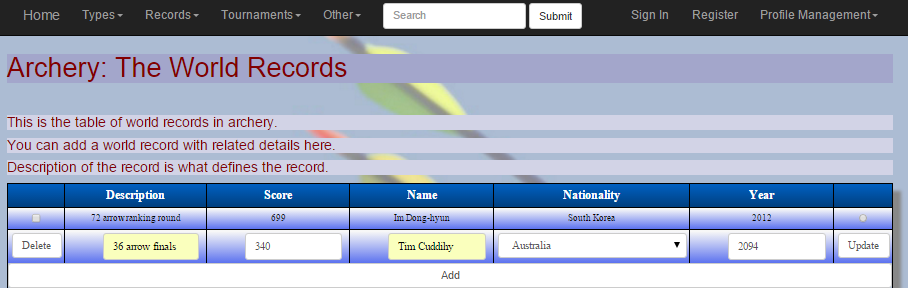 Home Types Records Tournaments Other Search Submit Sign In Register Profile Management
Archery: The World Records
This is the table of world records in archery.
You can add a world record with related details here.
Description of the record is what defines the record.
Description Score Name Nationality Year
72 arrow ranking round 699 Im Dong-hyun South Korea 2012
Delete 36 arrow finals 340 Tim Cuddihy Australia 2094 Update
Add